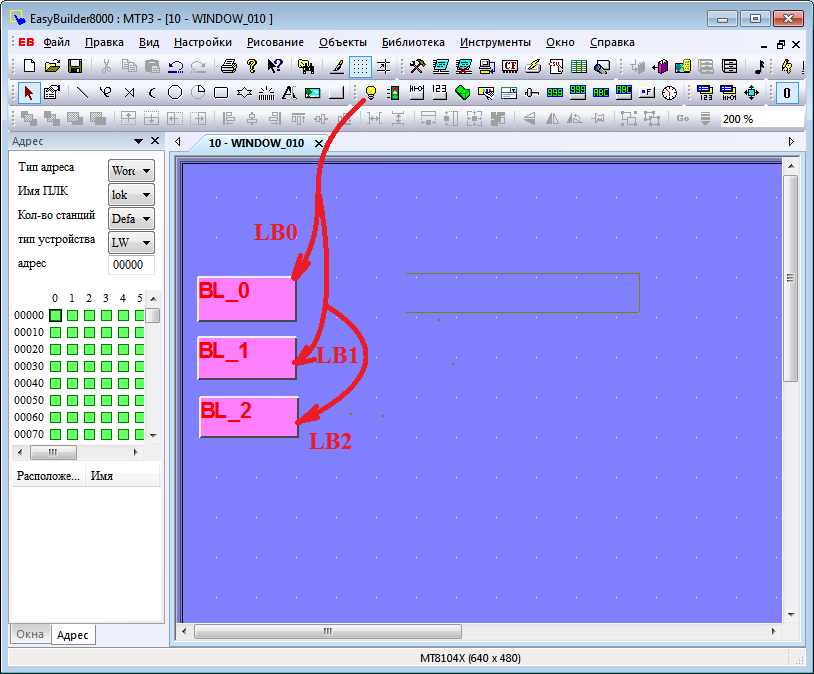 EasyBuilder8000 : MTP3 - [10 - WINDOW_010 ]
EB Файл Правка Вид Настройки Рисование Объекты Библиотека Инструменты Окно Справка
0
200 %
Адрес
10 - WINDOW_010
Тип адреса
Имя ПЛК lok
Кол-во станций Defa
тип устройства LW
адрес 00000
0 1 2 3 4 5
00000
00010
00020
00030
00040
00050
00060
00070
Расположе... Имя
Окна Адрес
LB0
BL_0
BL_1
LB1
BL_2
LB2
MT8104X (640 x 480)